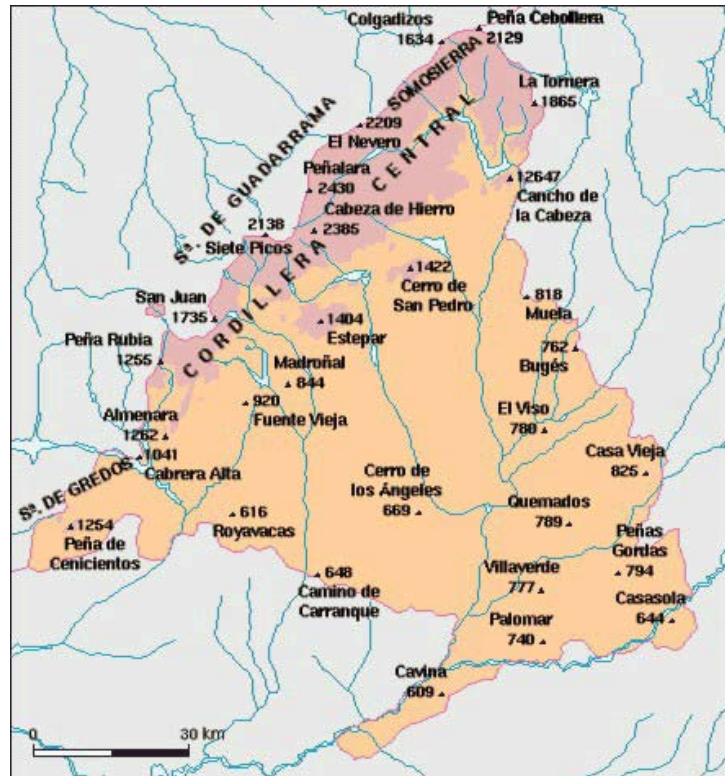 Colgadizos
1634
Peña Cebollera
2129
SOMOSIERRA
La Tornera
1865
2209
El Nevero
Sª. DE GUADARRAMA
Peñalara
2430
CORDILLERA CENTRAL
12647
Cancho de
la Cabeza
Cabeza de Hierro
2385
2138
Siete Picos
1422
Cerro de
San Pedro
San Juan
1735
1404
Estepar
818
Muela
Peña Rubia
1255
762
Bugés
Madroñal
844
920
Fuente Vieja
Almenara
1262
El Viso
780
1041
Cabrera Alta
Sª. DE GREDOS
Casa Vieja
825
Cerro de
los Ángeles
669
Quemados
789
616
Royavacas
1254
Peña de
Cenicientos
Peñas
Gordas
794
648
Camino de
Carranque
Villaverde
777
Casasola
644
Palomar
740
Cavina
609
0 30 km